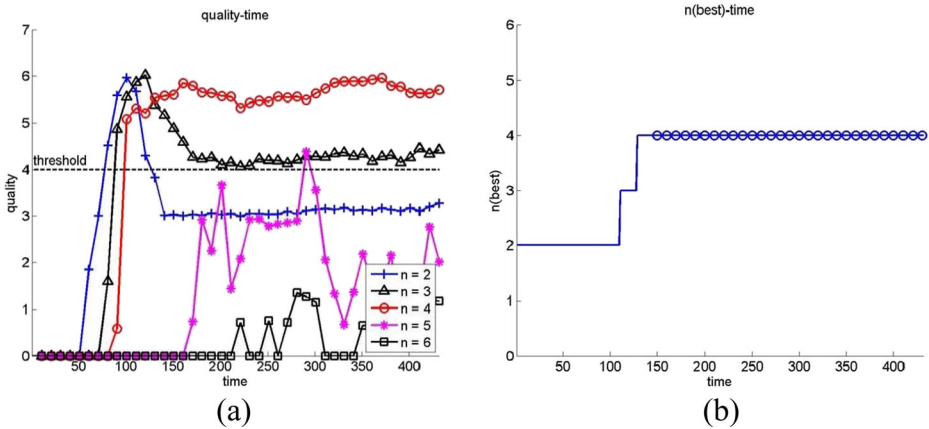 quality-time
7
6
5
threshold
4
3
2
1
0
quality
50 100 150 200 250 300 350 400
time
n = 2
n = 3
n = 4
n = 5
n = 6
(a)
n(best)-time
6
5
4
3
2
1
0
n(best)
50 100 150 200 250 300 350 400
time
(b)